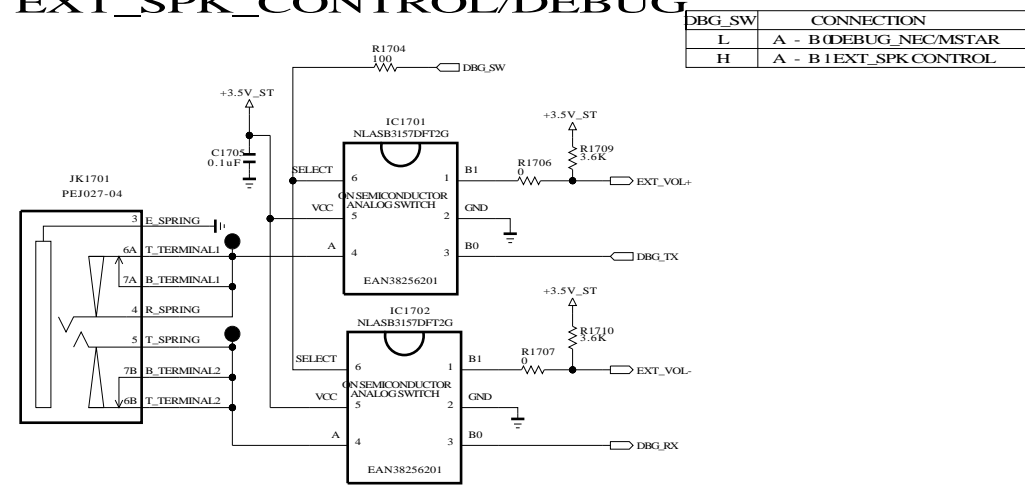 EXT_SPK_CONTROL/DEBUG
DBG_SW CONNECTION
L A - B0DEBUG_NEC/MSTAR
H A - B1EXT_SPK CONTROL
R1704
100
DBG_SW
+3.5V_ST
C1705
0.1uF
IC1701
NLASB3157DFT2G
SELECT
6
VCC
5
A
4
ON SEMICONDUCTOR
ANALOG SWITCH
1
B1
2
GND
3
B0
EAN38256201
R1706
0
+3.5V_ST
R1709
3.6K
EXT_VOL+
DBG_TX
JK1701
PEJ027-04
3 E_SPRING
6A T_TERMINAL1
7A B_TERMINAL1
4 R_SPRING
5 T_SPRING
7B B_TERMINAL2
6B T_TERMINAL2
IC1702
NLASB3157DFT2G
SELECT
6
VCC
5
A
4
ON SEMICONDUCTOR
ANALOG SWITCH
1
B1
2
GND
3
B0
EAN38256201
R1707
0
+3.5V_ST
R1710
3.6K
EXT_VOL-
DBG_RX